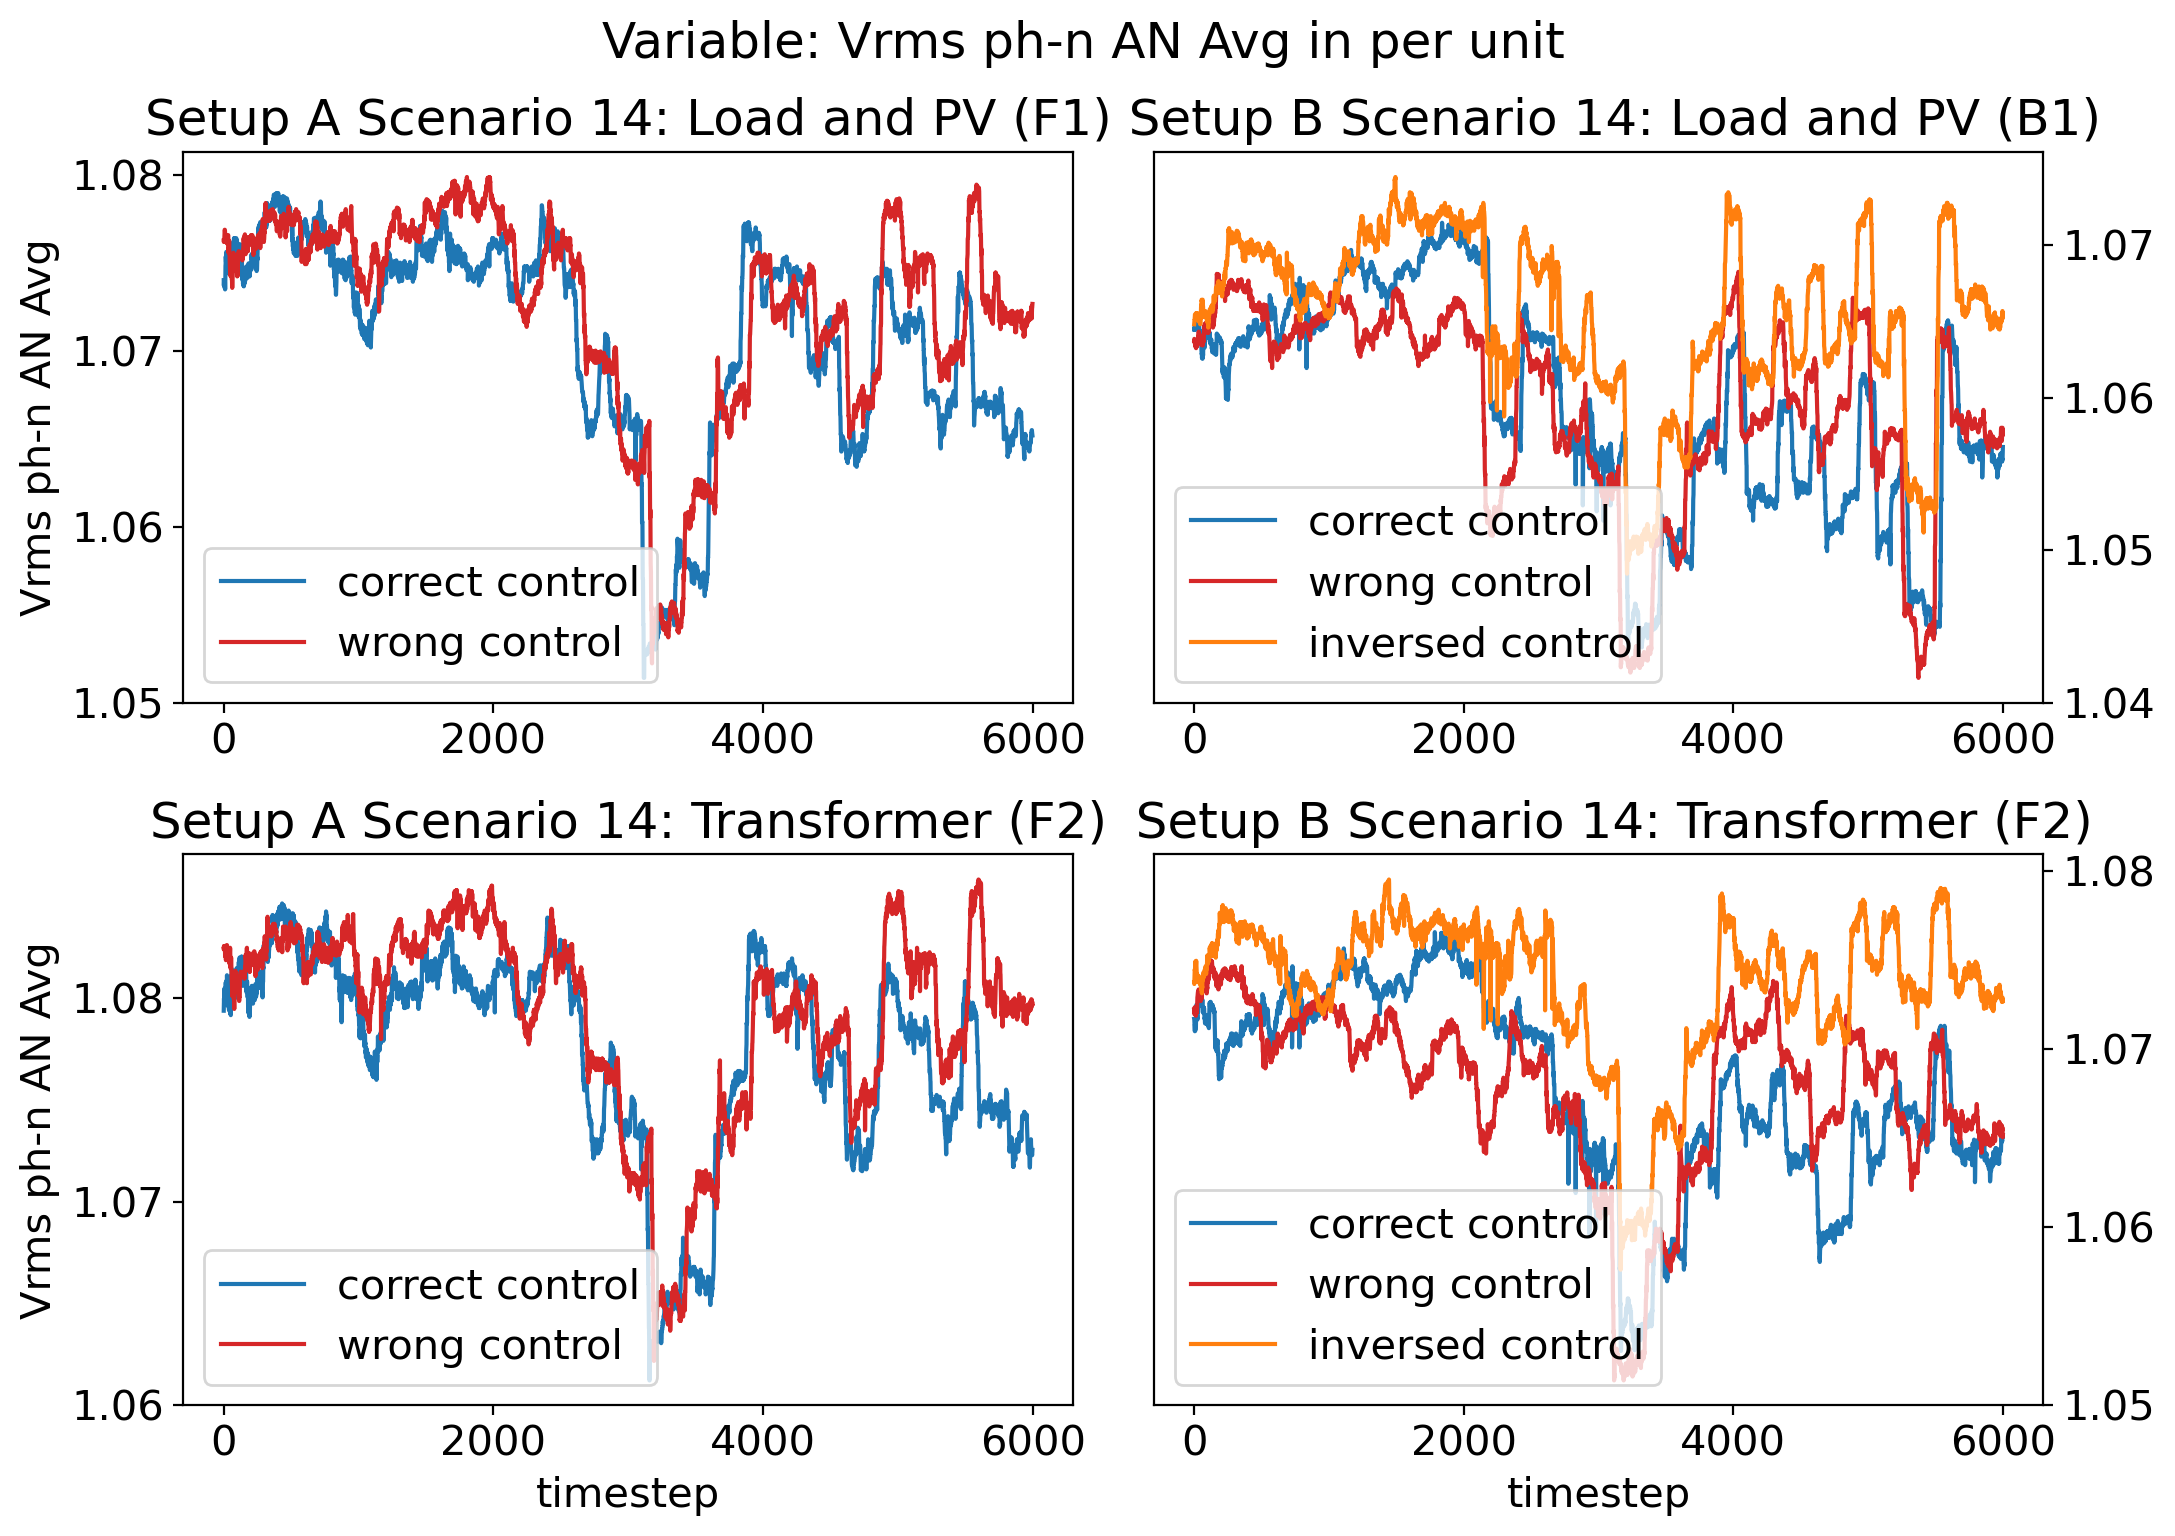 Variable: Vrms ph-n AN Avg in per unit
Setup A Scenario 14: Load and PV (F1)
Vrms ph-n AN Avg
1.08
1.07
1.06
1.05
0
2000
4000
6000
correct control
wrong control
Setup B Scenario 14: Load and PV (B1)
1.07
1.06
1.05
1.04
0
2000
4000
6000
correct control
wrong control
inversed control
Setup A Scenario 14: Transformer (F2)
Vrms ph-n AN Avg
1.08
1.07
1.06
0
2000
4000
6000
timestep
correct control
wrong control
Setup B Scenario 14: Transformer (F2)
1.08
1.07
1.06
1.05
0
2000
4000
6000
timestep
correct control
wrong control
inversed control